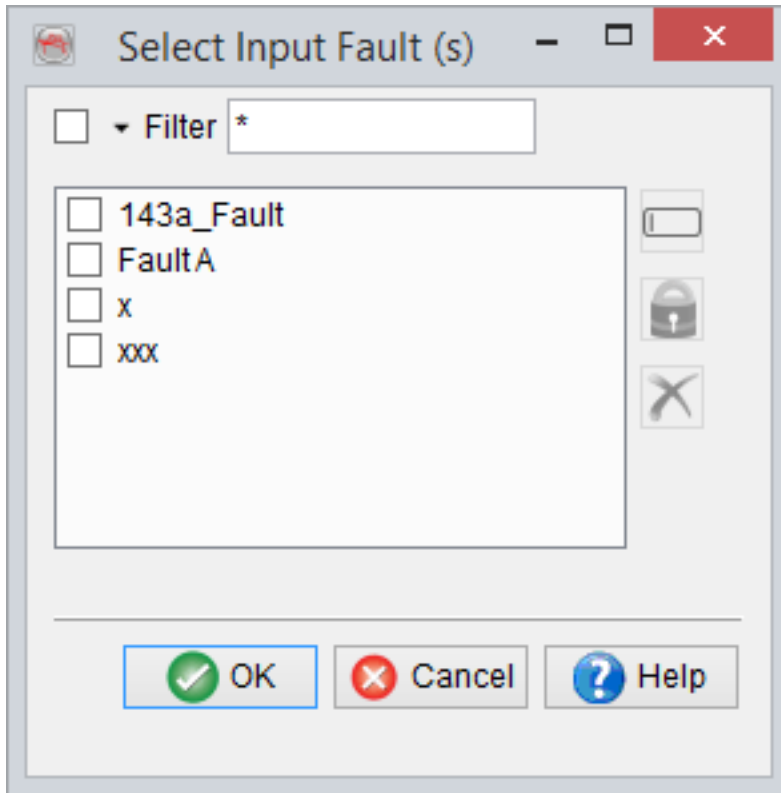 Select Input Fault (s)
Filter *
143a_Fault
Fault A
x
xxx
OK Cancel Help